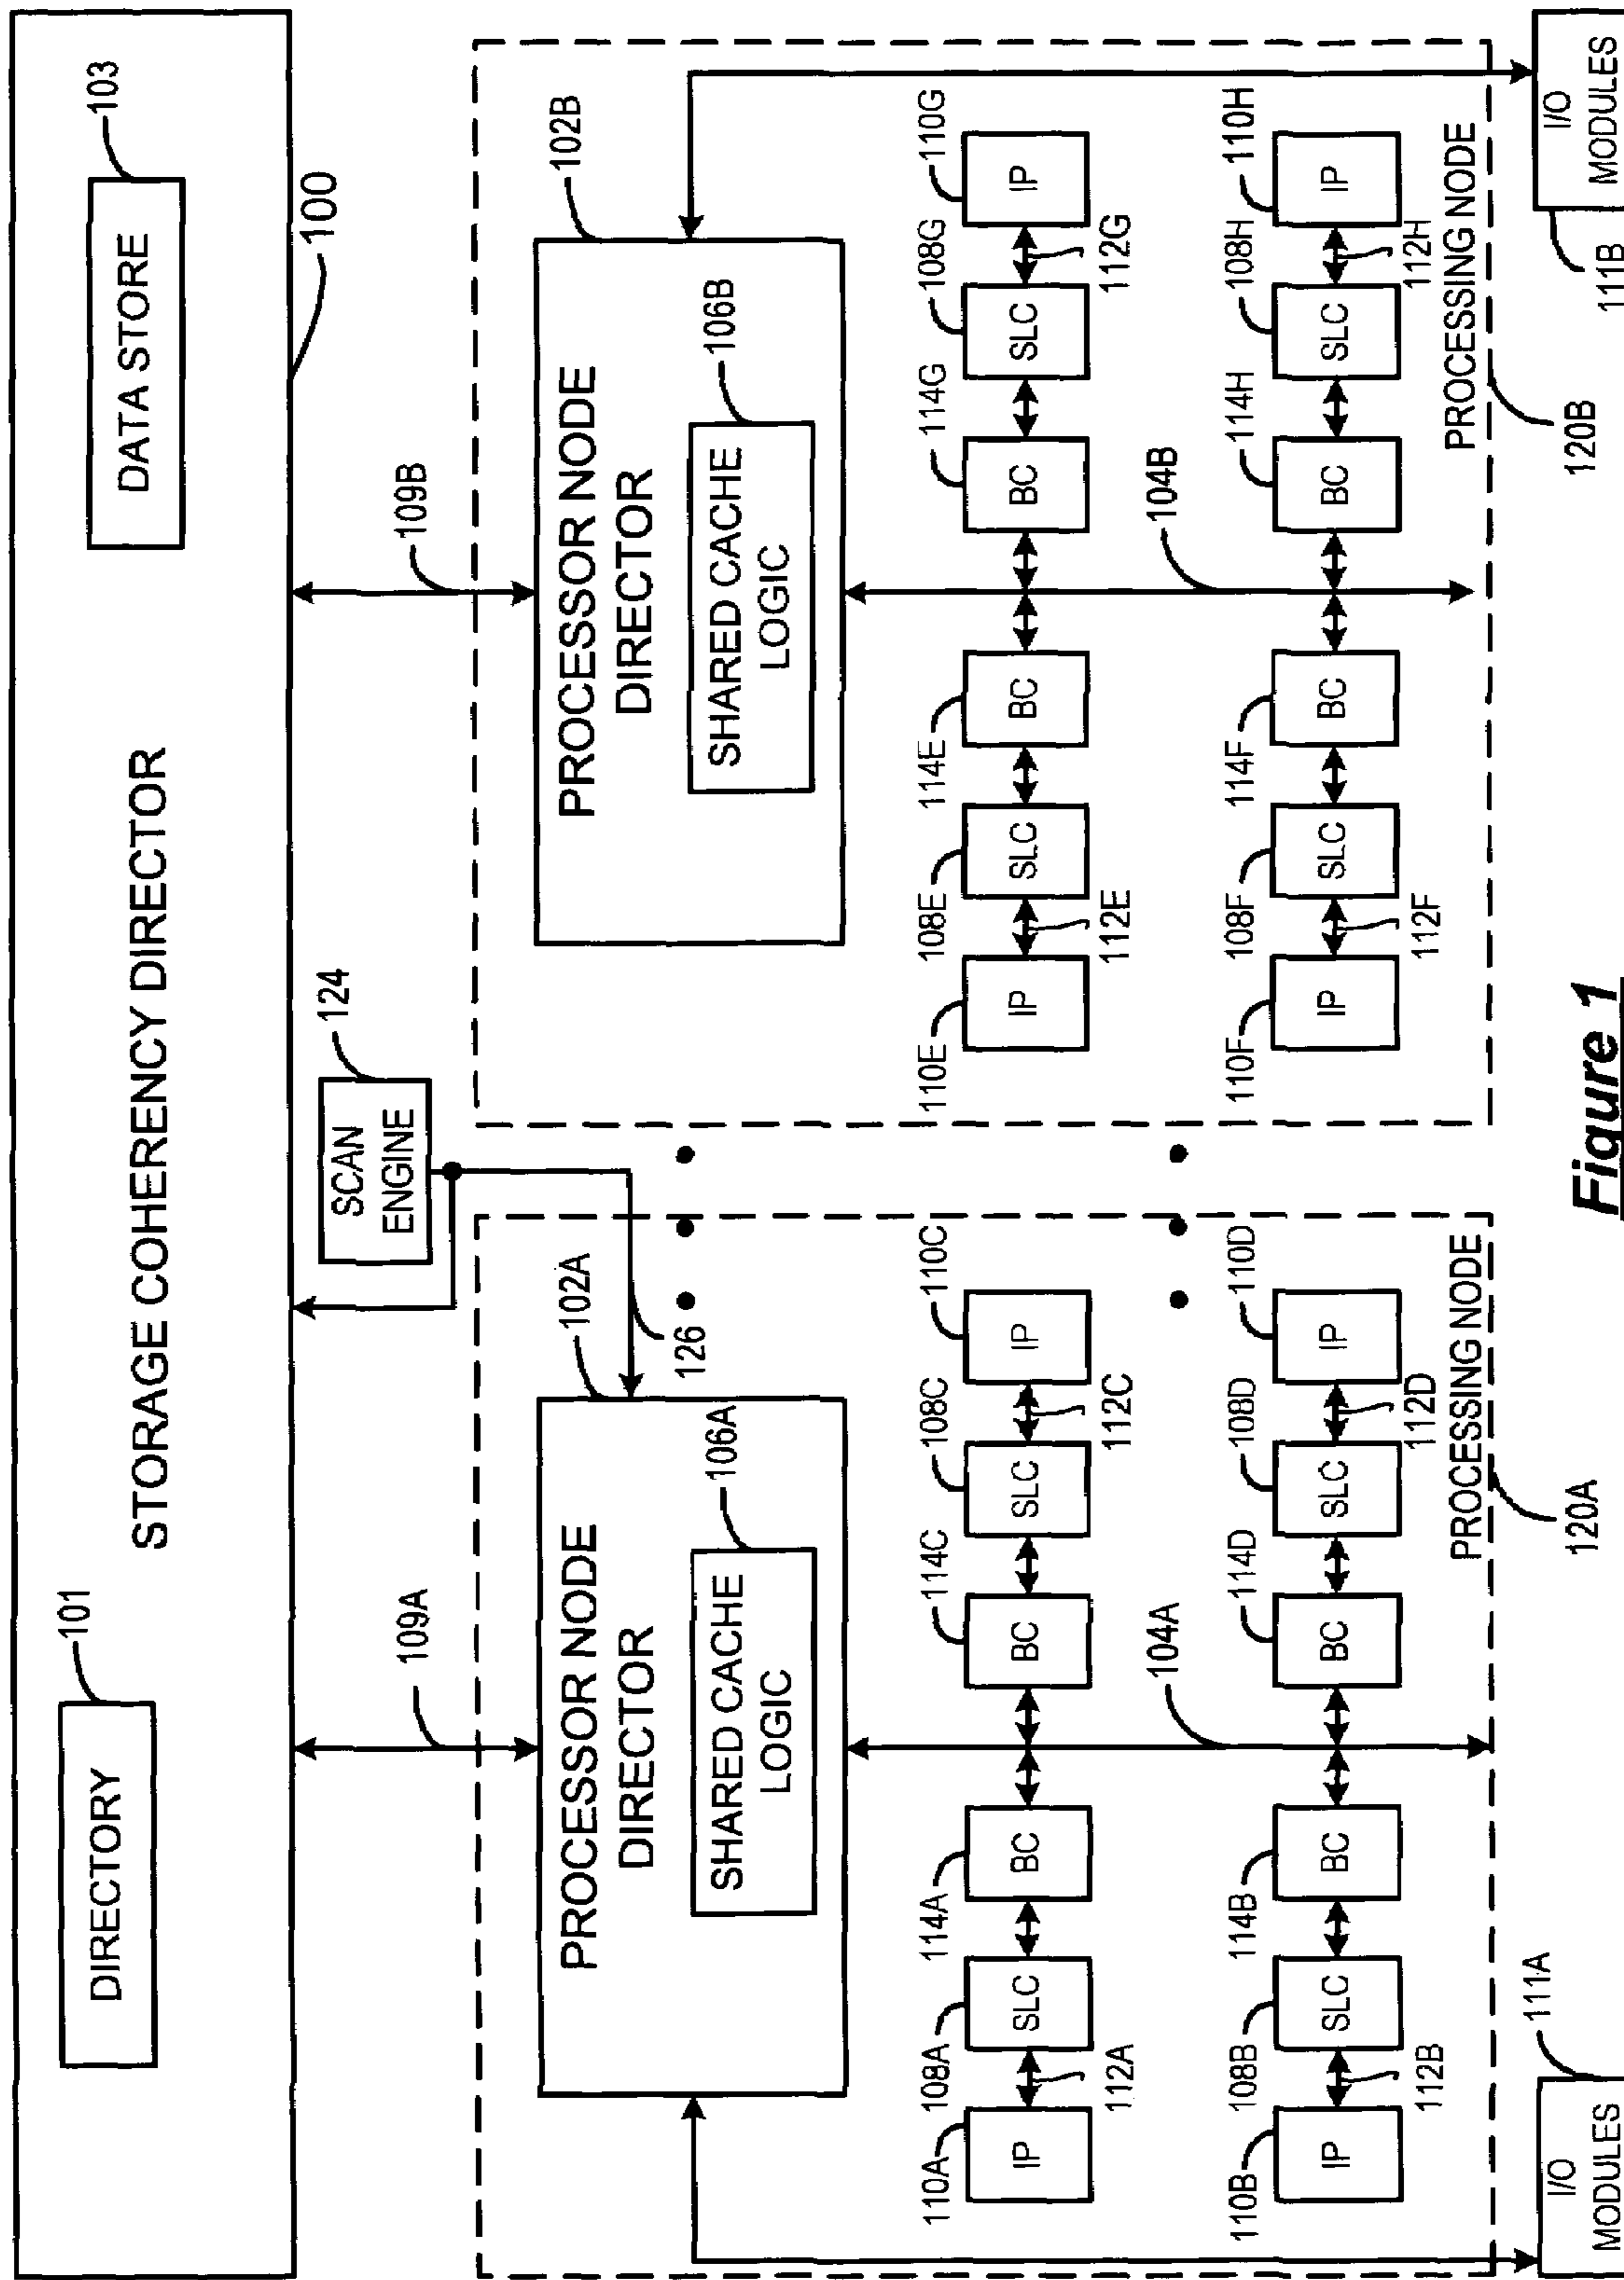 STORAGE COHERENCY DIRECTOR
DIRECTORY
101
DATA STORE
103
100
109A
109B
SCAN
ENGINE
124
126
102A
PROCESSOR NODE
DIRECTOR
SHARED CACHE
LOGIC
106A
102B
PROCESSOR NODE
DIRECTOR
SHARED CACHE
LOGIC
106B
110A
108A
114A
114C
108C
110C
IP
SLC
BC
BC
SLC
IP
112A
112C
104A
110B
108B
114B
114D
108D
110D
IP
SLC
BC
BC
SLC
IP
112B
112D
PROCESSING NODE
120A
110E
108E
114E
114G
108G
110G
IP
SLC
BC
BC
SLC
IP
112E
112G
104B
110F
108F
114F
114H
108H
110H
IP
SLC
BC
BC
SLC
IP
112F
112H
PROCESSING NODE
120B
I/O
MODULES
111A
I/O
MODULES
111B
Figure 1